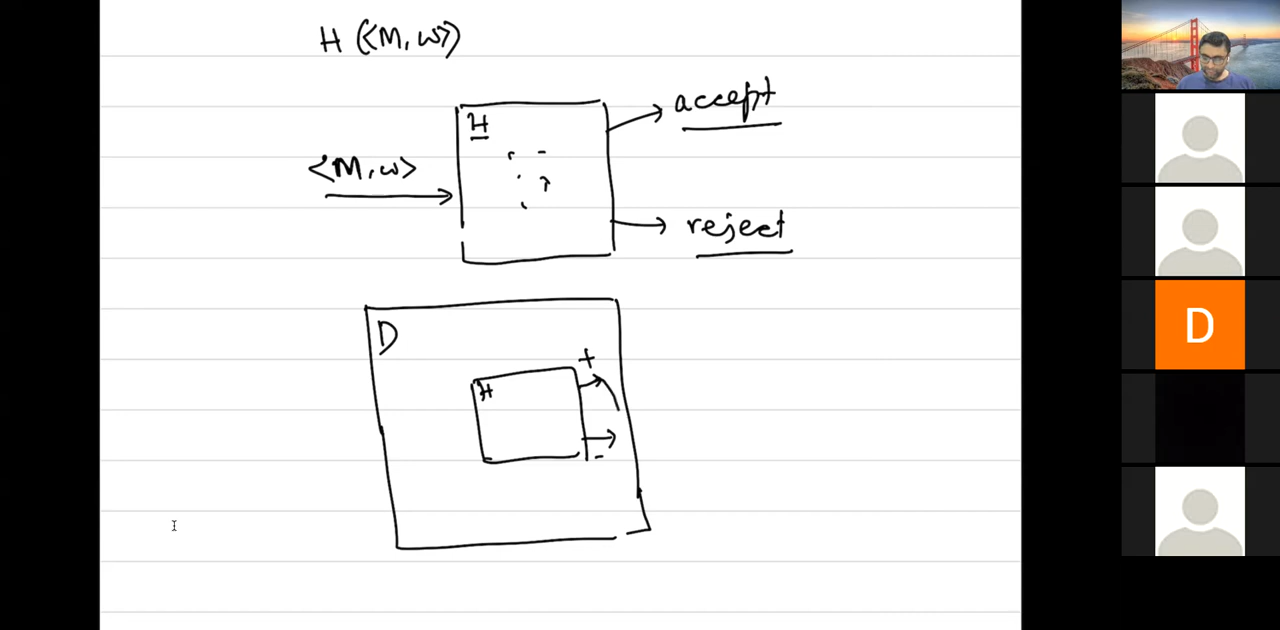 H (⟨M, w⟩)
H
accept
<M, w>
reject
D
+
H
-
D